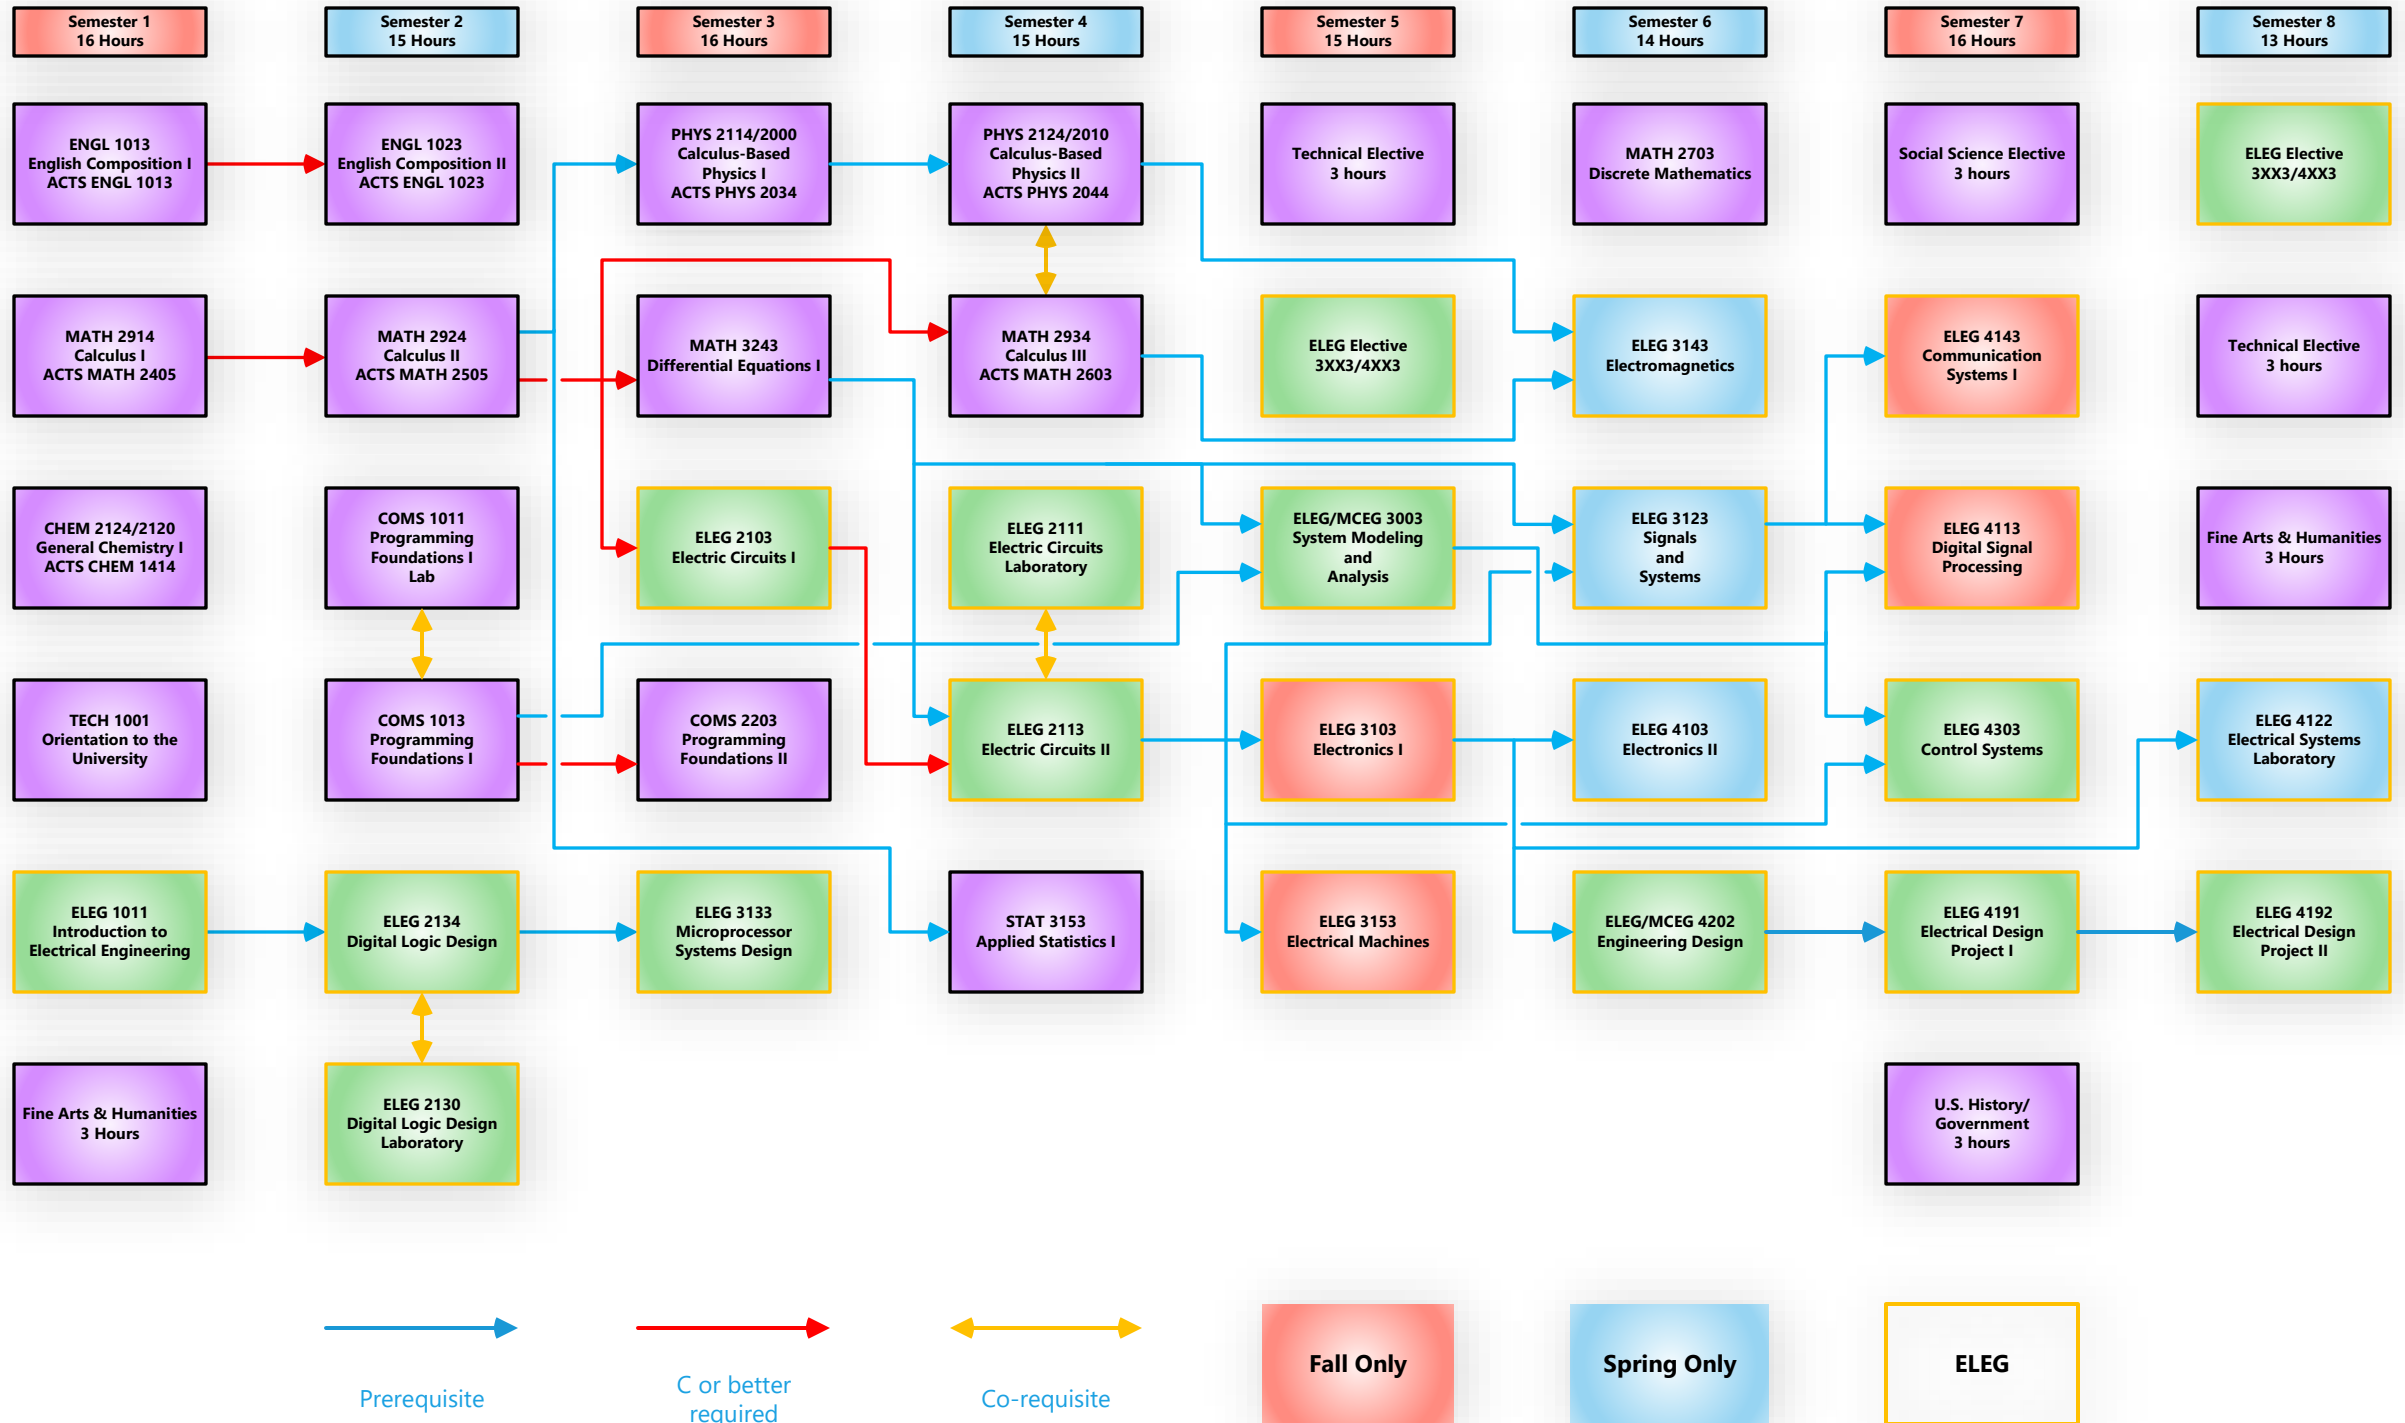 Semester 1
16 Hours
Semester 2
15 Hours
Semester 3
16 Hours
Semester 4
15 Hours
Semester 5
15 Hours
Semester 6
14 Hours
Semester 7
16 Hours
Semester 8
13 Hours
ENGL 1013
English Composition I
ACTS ENGL 1013
ENGL 1023
English Composition II
ACTS ENGL 1023
PHYS 2114/2000
Calculus-Based
Physics I
ACTS PHYS 2034
PHYS 2124/2010
Calculus-Based
Physics II
ACTS PHYS 2044
Technical Elective
3 hours
MATH 2703
Discrete Mathematics
Social Science Elective
3 hours
ELEG Elective
3XX3/4XX3
MATH 2914
Calculus I
ACTS MATH 2405
MATH 2924
Calculus II
ACTS MATH 2505
MATH 3243
Differential Equations I
MATH 2934
Calculus III
ACTS MATH 2603
ELEG Elective
3XX3/4XX3
ELEG 3143
Electromagnetics
ELEG 4143
Communication
Systems I
Technical Elective
3 hours
CHEM 2124/2120
General Chemistry I
ACTS CHEM 1414
COMS 1011
Programming
Foundations I
Lab
ELEG 2103
Electric Circuits I
ELEG 2111
Electric Circuits
Laboratory
ELEG/MCEG 3003
System Modeling
and
Analysis
ELEG 3123
Signals
and
Systems
ELEG 4113
Digital Signal
Processing
Fine Arts & Humanities
3 Hours
TECH 1001
Orientation to the
University
COMS 1013
Programming
Foundations I
COMS 2203
Programming
Foundations II
ELEG 2113
Electric Circuits II
ELEG 3103
Electronics I
ELEG 4103
Electronics II
ELEG 4303
Control Systems
ELEG 4122
Electrical Systems
Laboratory
ELEG 1011
Introduction to
Electrical Engineering
ELEG 2134
Digital Logic Design
ELEG 3133
Microprocessor
Systems Design
STAT 3153
Applied Statistics I
ELEG 3153
Electrical Machines
ELEG/MCEG 4202
Engineering Design
ELEG 4191
Electrical Design
Project I
ELEG 4192
Electrical Design
Project II
Fine Arts & Humanities
3 Hours
ELEG 2130
Digital Logic Design
Laboratory
U.S. History/
Government
3 hours
Prerequisite
C or better
required
Co-requisite
Fall Only
Spring Only
ELEG